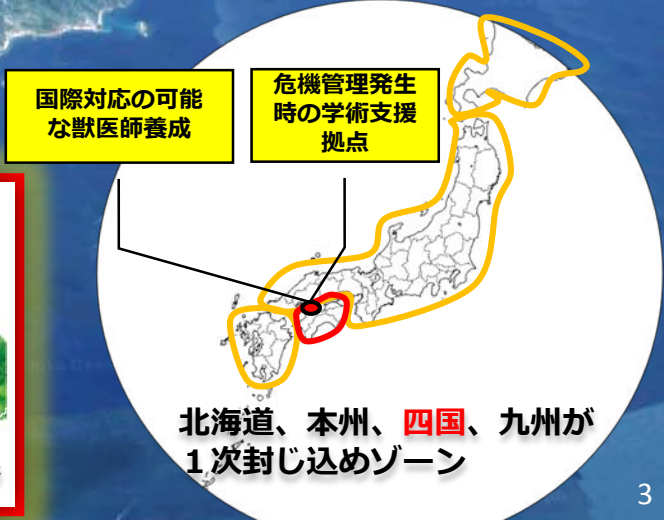 国際対応の可能
な獣医師養成
危機管理発生
時の学術支援
拠点
北海道、本州、四国、九州が
１次封じ込めゾーン
3